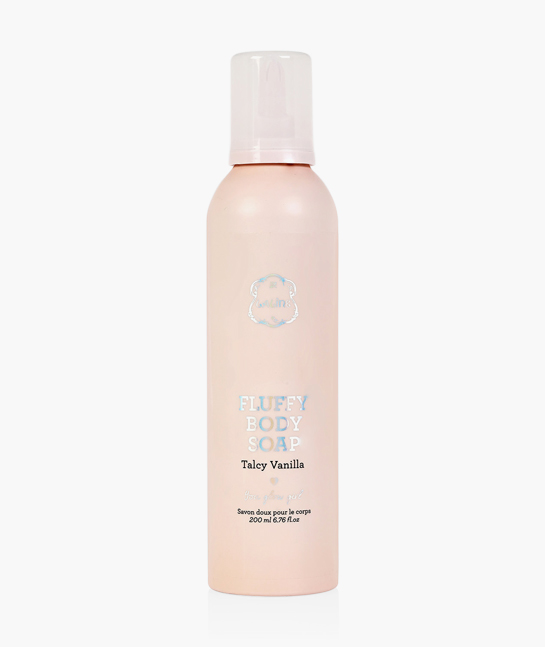 FLUFFY
BODY
SOAP
Talcy Vanilla
Savon doux pour le corps
200 ml 6.76 fl.oz